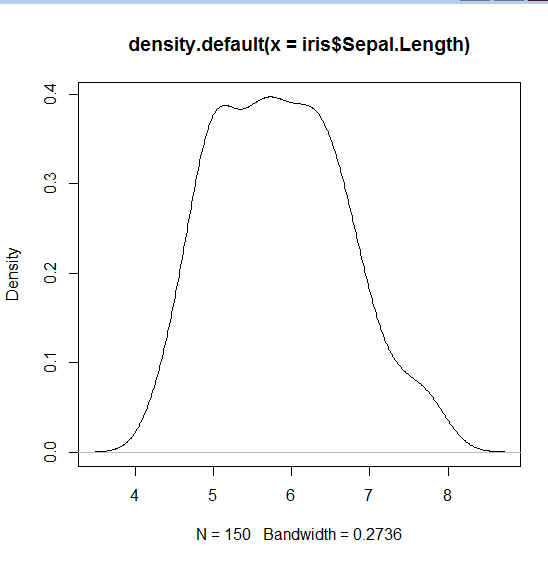 density.default(x = iris$Sepal.Length)
Density
0.4
0.3
0.2
0.1
0.0
4 5 6 7 8
N = 150 Bandwidth = 0.2736